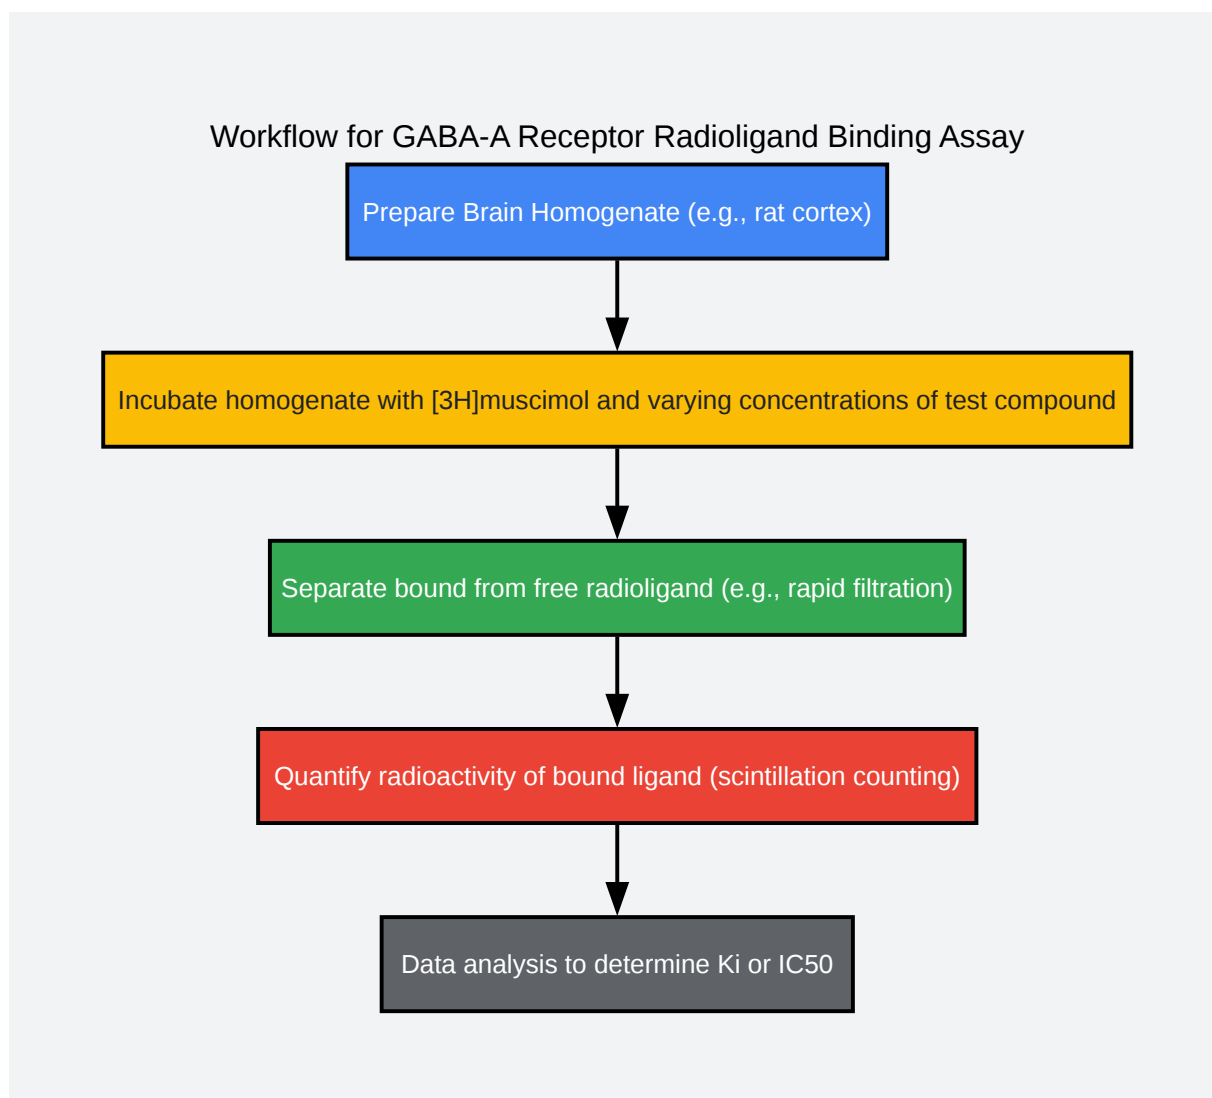 Workflow for GABA-A Receptor Radioligand Binding Assay
Prepare Brain Homogenate (e.g., rat cortex)
Incubate homogenate with [3H]muscimol and varying concentrations of test compound
Separate bound from free radioligand (e.g., rapid filtration)
Quantify radioactivity of bound ligand (scintillation counting)
Data analysis to determine Ki or IC50